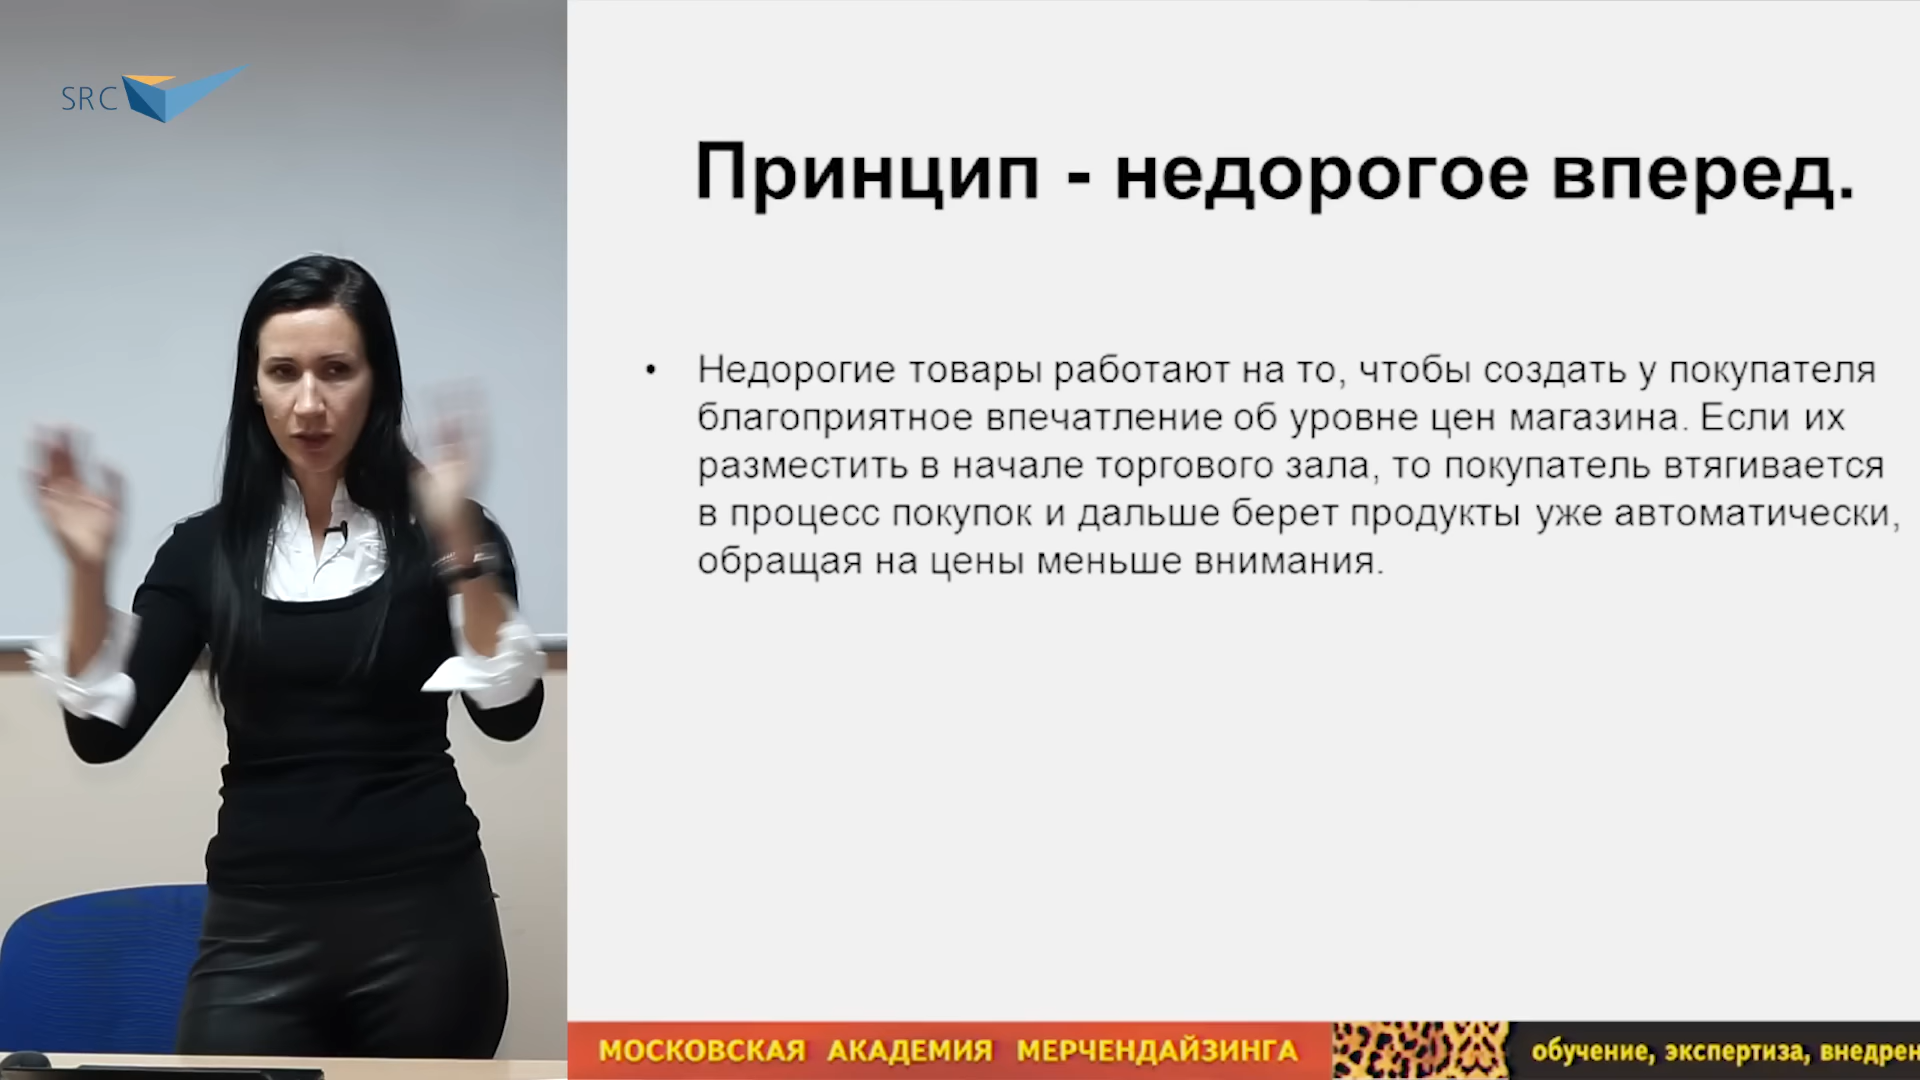 SRC
Принцип - недорогое вперед.
• Недорогие товары работают на то, чтобы создать у покупателя
благоприятное впечатление об уровне цен магазина. Если их
разместить в начале торгового зала, то покупатель втягивается
в процесс покупок и дальше берет продукты уже автоматически,
обращая на цены меньше внимания.
МОСКОВСКАЯ АКАДЕМИЯ МЕРЧЕНДАЙЗИНГА
обучение, экспертиза, внедрен